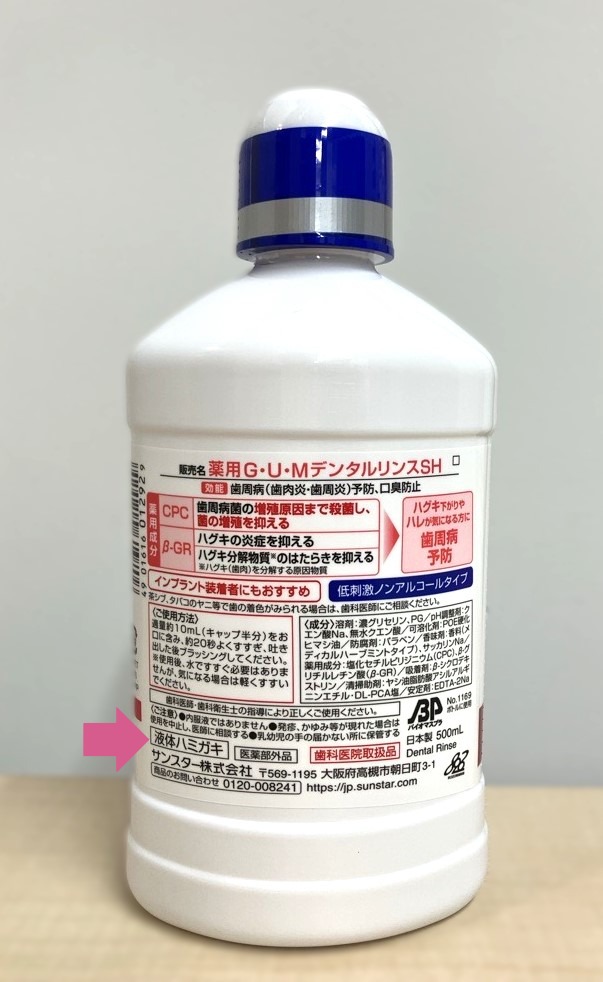 販売名 薬用G・U・MデンタルリンスSH
効能 歯周病(歯肉炎・歯周炎)予防、口臭防止
薬用成分
CPC 歯周病菌の増殖原因まで殺菌し、
菌の増殖を抑える
β-GR ハグキの炎症を抑える
ハグキ分解物質※のはたらきを抑える
※ハグキ(歯肉)を分解する原因物質
ハグキ下がりや
ハレが気になる方に
歯周病
予防
インプラント装着者にもおすすめ
低刺激ノンアルコールタイプ
茶シブ、タバコのヤニ等で歯の着色がみられる場合は、歯科医師にご相談ください。
〈ご使用方法〉
適量約10mL(キャップ半分)をお
口に含み、約20秒よくすすぎ、吐き
出した後ブラッシングしてください。
※使用後、水ですすぐ必要はありま
せんが、気になる場合は軽くすすい
でください。
〈成分〉溶剤:濃グリセリン、PG/pH調整剤:ク
エン酸Na、無水クエン酸/可溶化剤:POE硬化
ヒマシ油/防腐剤:パラベン/香味剤:香料(メ
ディカルハーブミントタイプ)、サッカリンNa/
薬用成分:塩化セチルピリジニウム(CPC)、β-グ
リチルレチン酸(β-GR)/吸着剤:β-シクロデキ
ストリン/清掃助剤:ヤシ油脂肪酸アシルアルギ
ニンエチル・DL-PCA塩/安定剤:EDTA-2Na
歯科医師・歯科衛生士の指導により正しくご使用ください。
〈ご注意〉●内服液ではありません●発疹、かゆみ等が現れた場合は
使用を中止し、医師に相談する●乳幼児の手の届かない所に保管する
バイオマスプラ
No.1169
ボトルに使用
液体ハミガキ
医薬部外品
歯科医院取扱品
日本製 500mL
Dental Rinse
サンスター株式会社 〒569-1195 大阪府高槻市朝日町3-1
商品のお問い合わせ 0120-008241 https://jp.sunstar.com
4 901616 012929